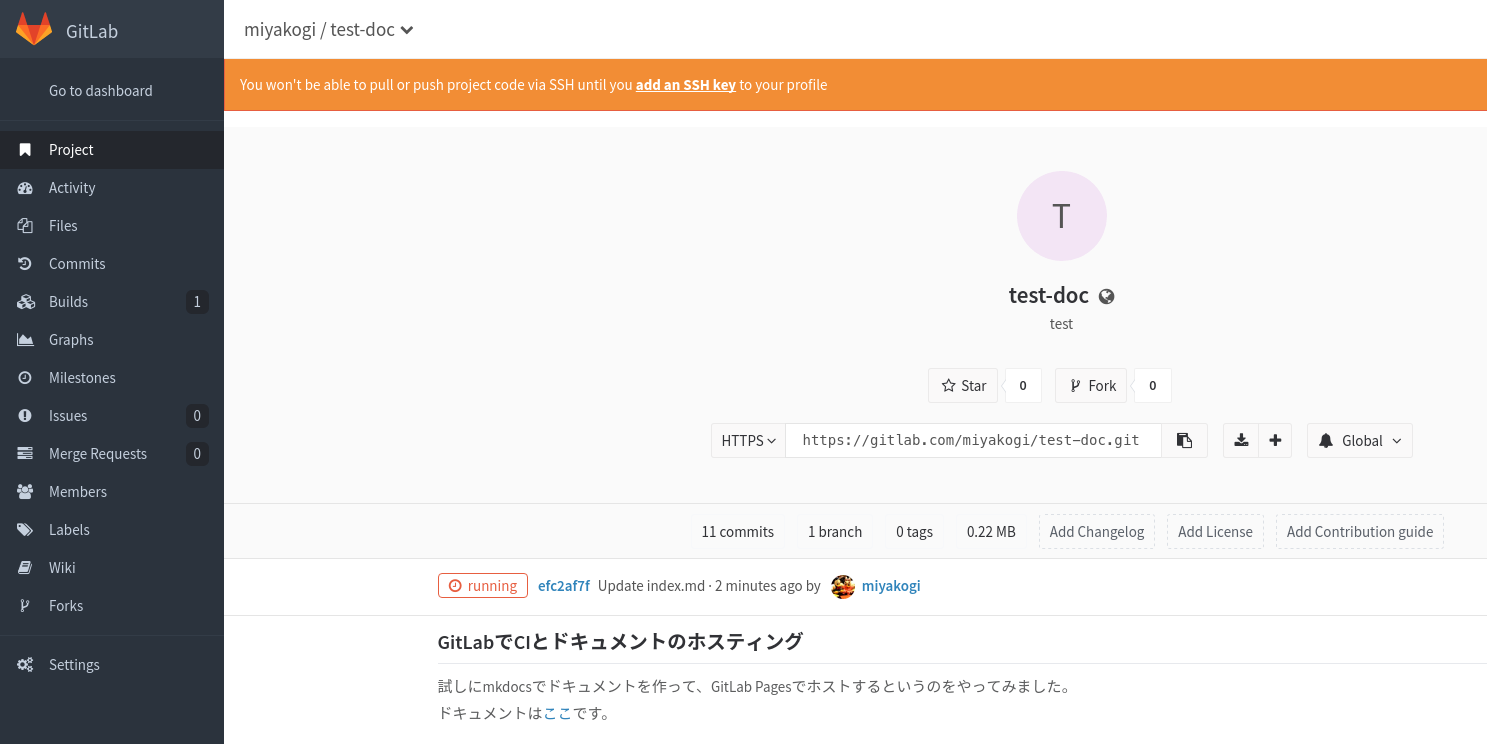 GitLab
Go to dashboard
Project
Activity
Files
Commits
Builds 1
Graphs
Milestones
Issues 0
Merge Requests 0
Members
Labels
Wiki
Forks
Settings
miyakogi / test-doc
You won't be able to pull or push project code via SSH until you add an SSH key to your profile
T
test-doc
test
Star 0 Fork 0
HTTPS https://gitlab.com/miyakogi/test-doc.git Global
11 commits 1 branch 0 tags 0.22 MB Add Changelog Add License Add Contribution guide
running efc2af7f Update index.md · 2 minutes ago by miyakogi
GitLabでCIとドキュメントのホスティング
試しにmkdocsでドキュメントを作って、GitLab Pagesでホストするというのをやってみました。
ドキュメントはここです。